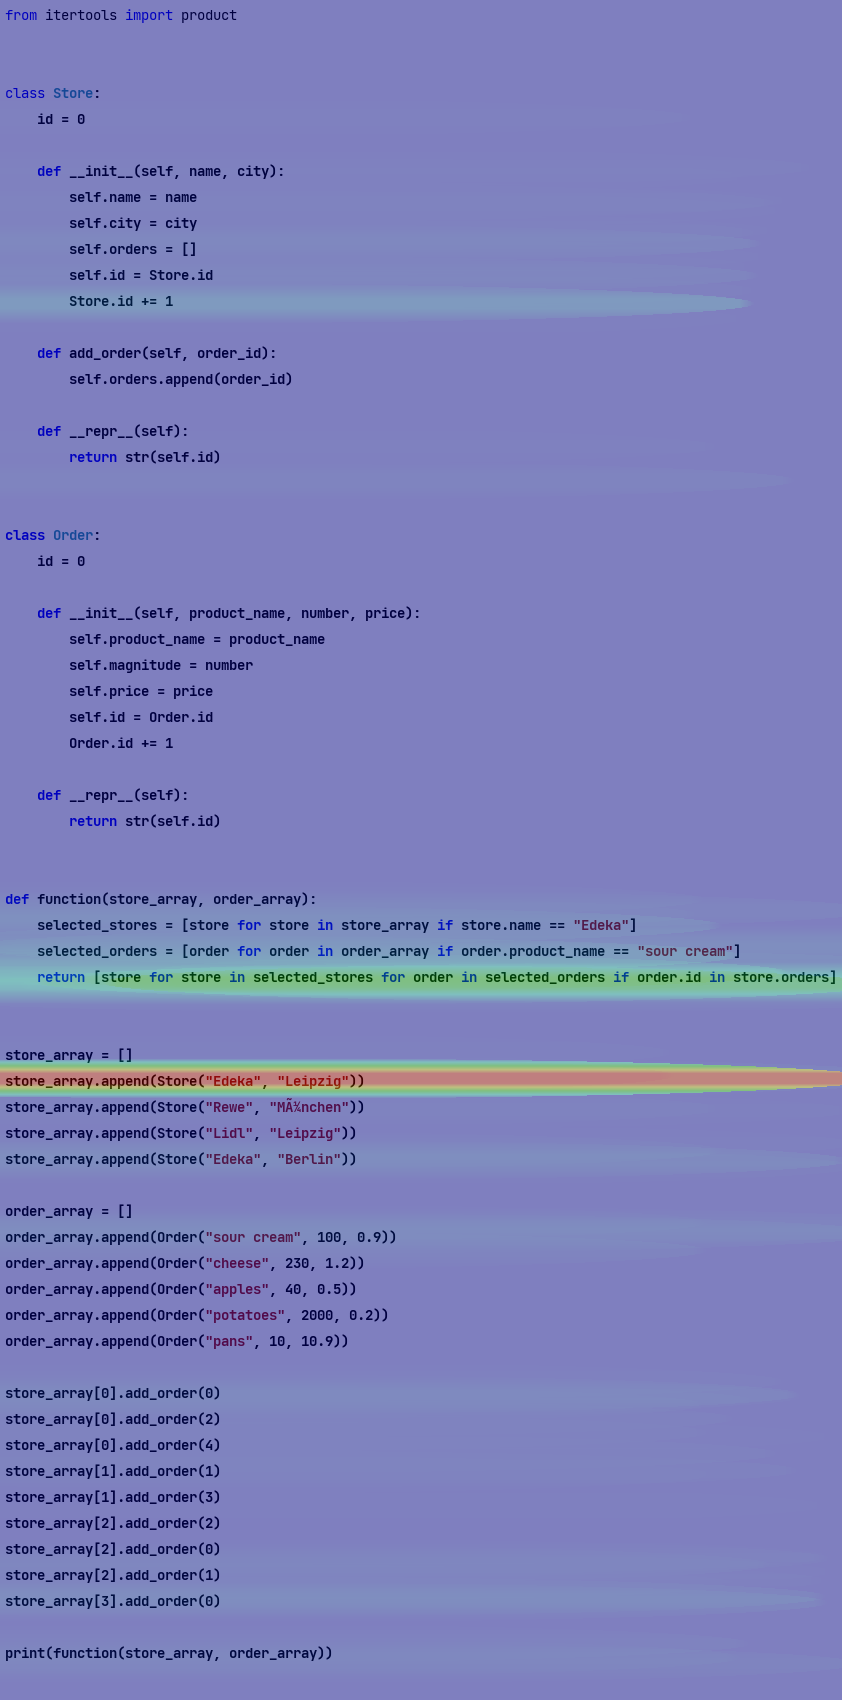 from itertools import product
class Store:
    id = 0
    def __init__(self, name, city):
        self.name = name
        self.city = city
        self.orders = []
        self.id = Store.id
        Store.id += 1
    def add_order(self, order_id):
        self.orders.append(order_id)
    def __repr__(self):
        return str(self.id)
class Order:
    id = 0
    def __init__(self, product_name, number, price):
        self.product_name = product_name
        self.magnitude = number
        self.price = price
        self.id = Order.id
        Order.id += 1
    def __repr__(self):
        return str(self.id)
def function(store_array, order_array):
    selected_stores = [store for store in store_array if store.name == "Edeka"]
    selected_orders = [order for order in order_array if order.product_name == "sour cream"]
    return [store for store in selected_stores for order in selected_orders if order.id in store.orders]
store_array = []
store_array.append(Store("Edeka", "Leipzig"))
store_array.append(Store("Rewe", "MÃ¼nchen"))
store_array.append(Store("Lidl", "Leipzig"))
store_array.append(Store("Edeka", "Berlin"))
order_array = []
order_array.append(Order("sour cream", 100, 0.9))
order_array.append(Order("cheese", 230, 1.2))
order_array.append(Order("apples", 40, 0.5))
order_array.append(Order("potatoes", 2000, 0.2))
order_array.append(Order("pans", 10, 10.9))
store_array[0].add_order(0)
store_array[0].add_order(2)
store_array[0].add_order(4)
store_array[1].add_order(1)
store_array[1].add_order(3)
store_array[2].add_order(2)
store_array[2].add_order(0)
store_array[2].add_order(1)
store_array[3].add_order(0)
print(function(store_array, order_array))